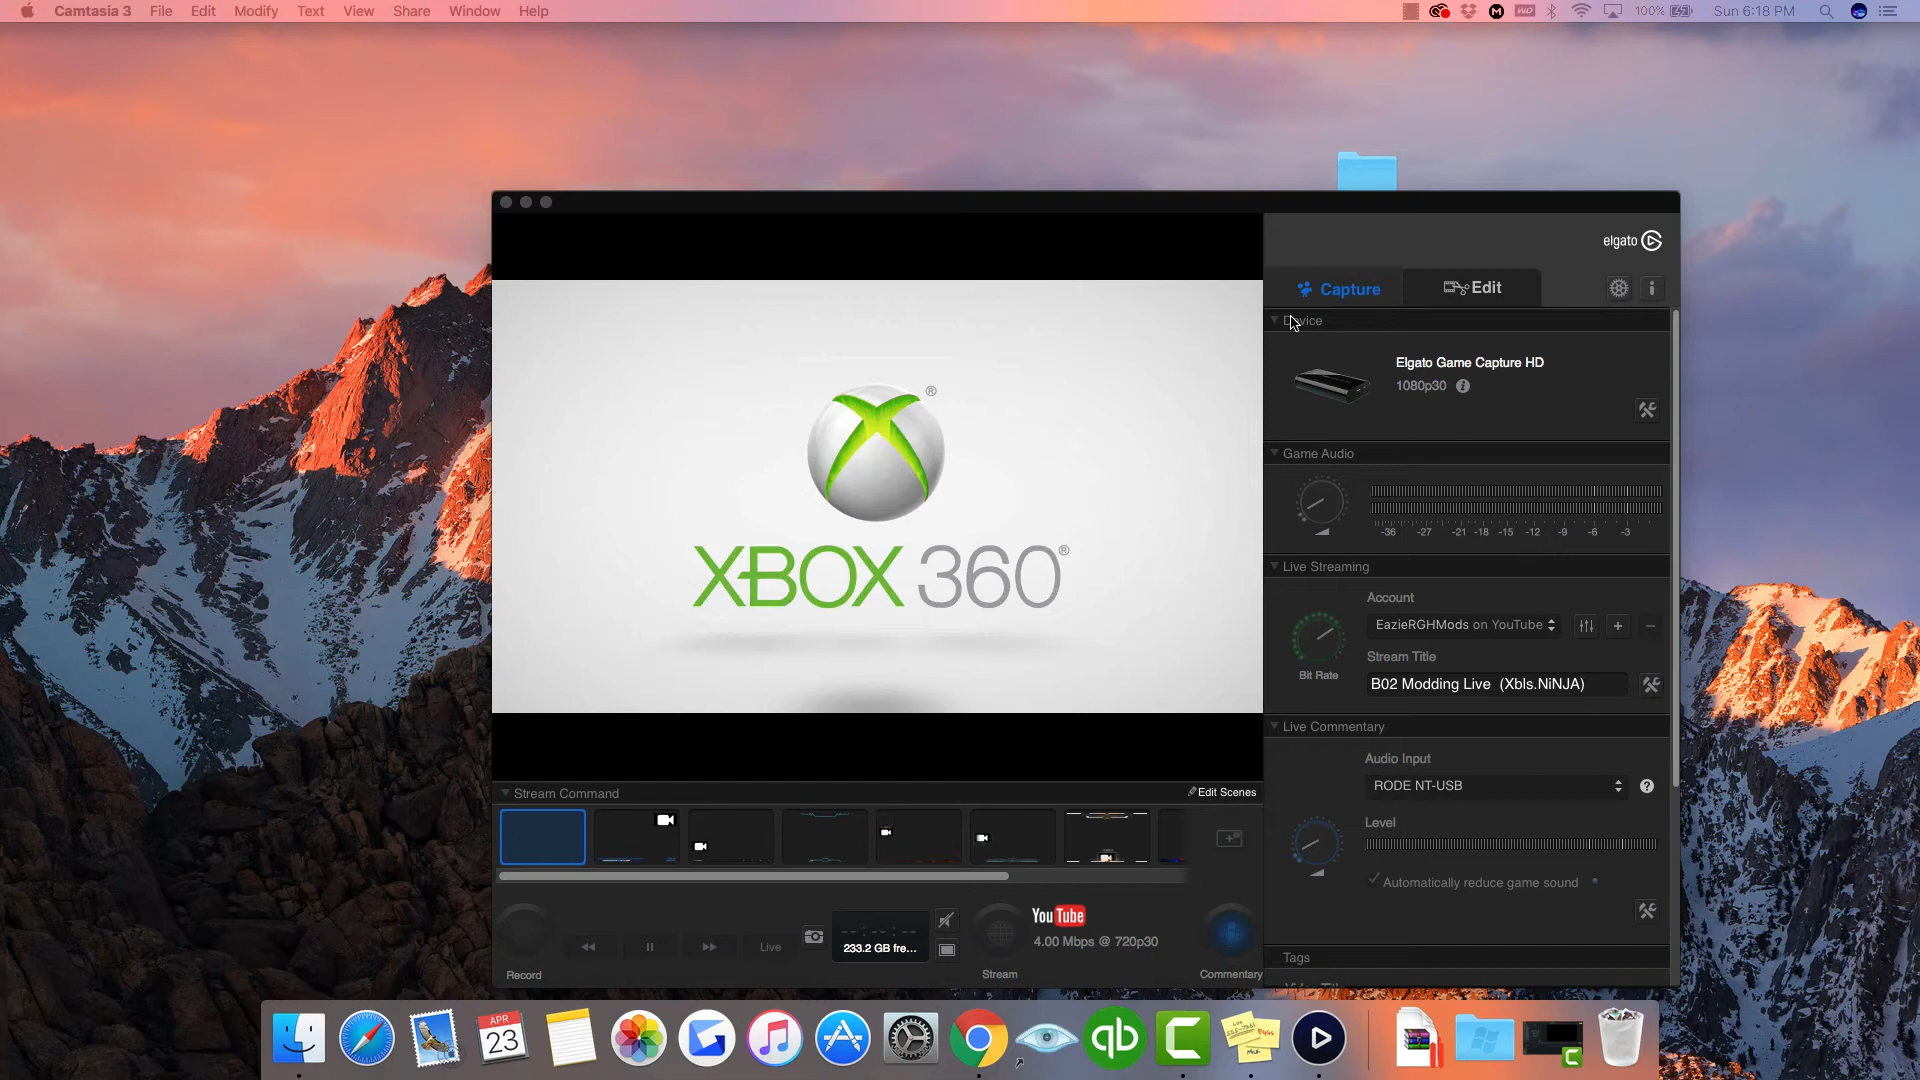 Camtasia 3 File Edit Modify Text View Share Window Help
100% Sun 6:18 PM
elgato
Capture Edit
Device
Elgato Game Capture HD
1080p30
Game Audio
-36 -27 -21 -18 -15 -12 -9 -6 -3
XBOX 360®
Live Streaming
Account
EazieRGHMods on YouTube
Stream Title
Bit Rate
B02 Modding Live (Xbls.NiNJA)
Live Commentary
Audio Input
RODE NT-USB
Level
Automatically reduce game sound
Tags
Stream Command
Edit Scenes
YouTube
4.00 Mbps @ 720p30
Live
233.2 GB fre...
Record
Stream
Commentary
APR
23